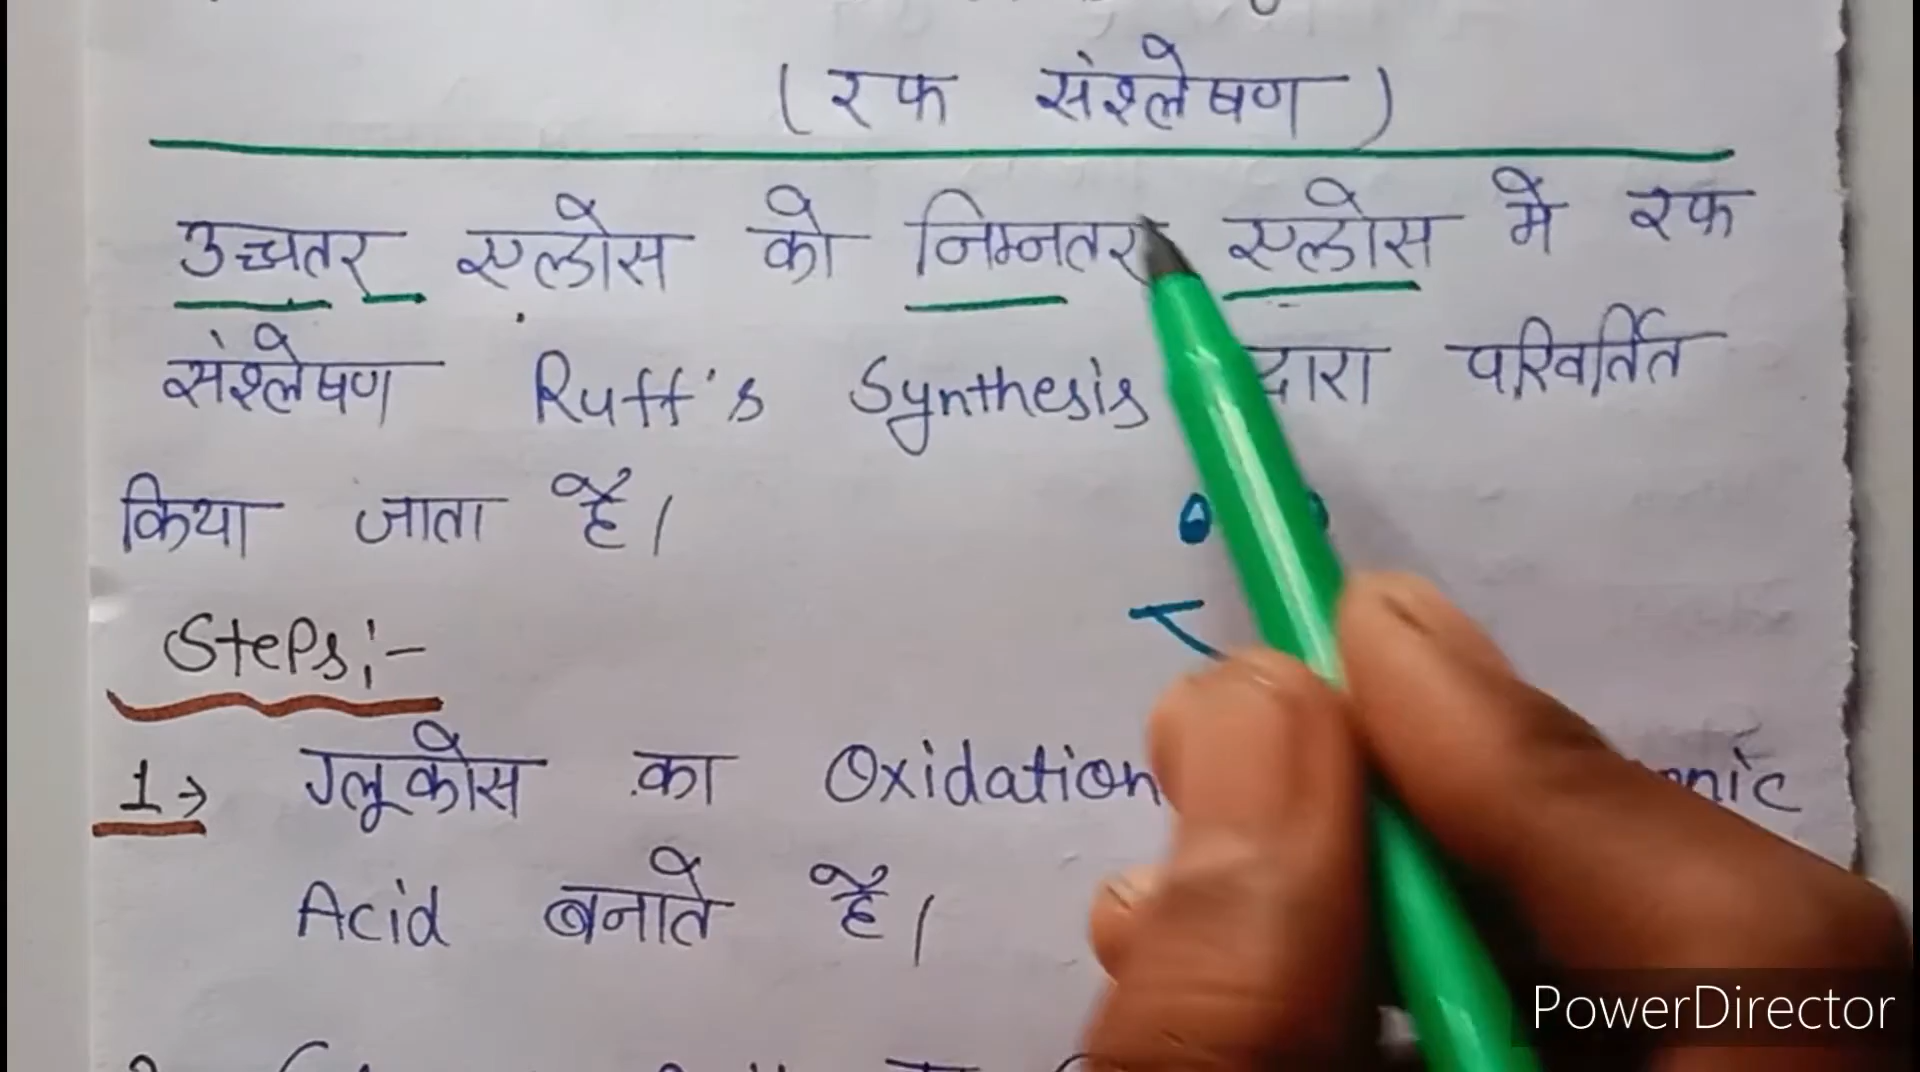 (रफ संश्लेषण)
उच्चतर एल्डोस को निम्नतर एल्डोस में रफ
संश्लेषण Ruff's Synthesis द्वारा परिवर्तित
किया जाता है।
Steps:-
1→ ग्लूकोस का Oxidation
Acid बनाते है।
PowerDirector